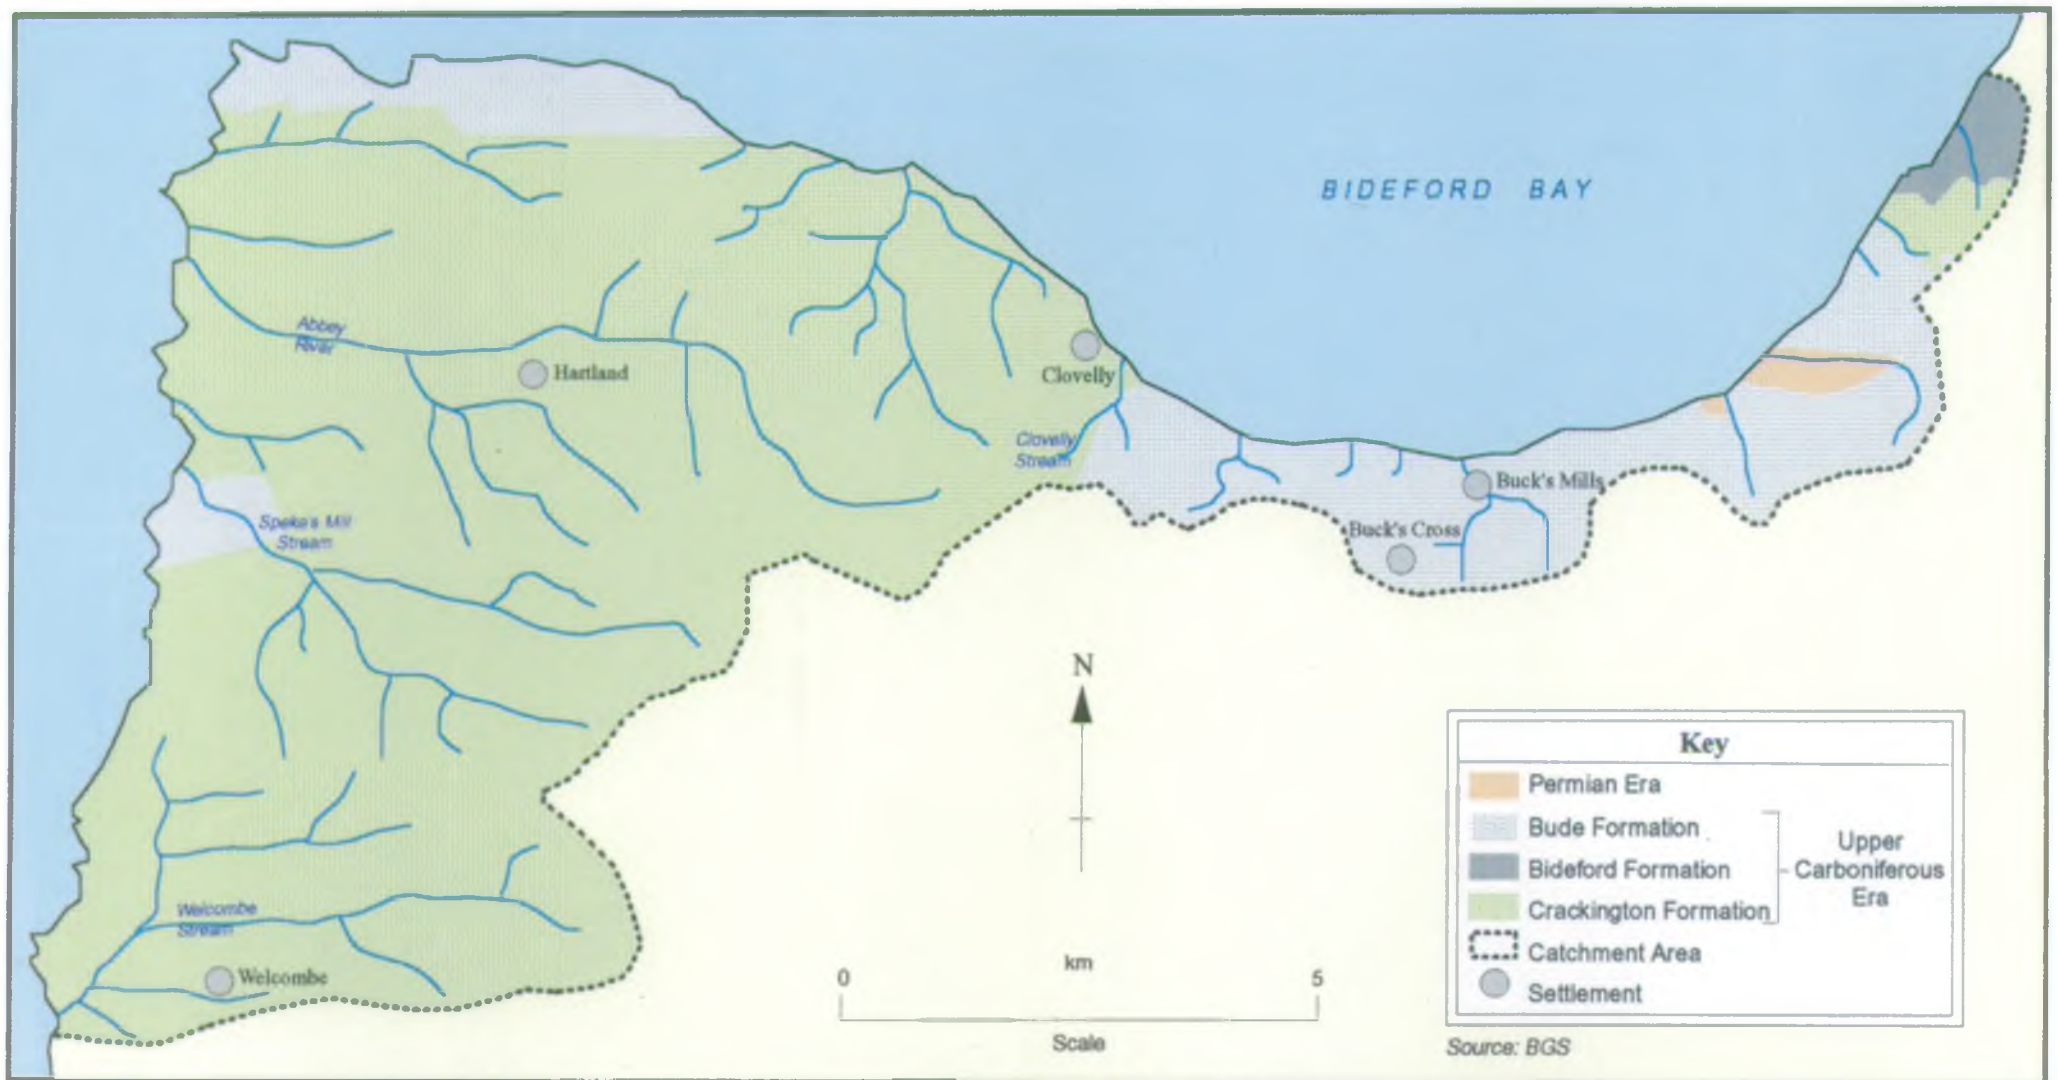 BIDEFORD BAY
Abbey
River
Hartland
Clovelly
Clovelly
Stream
Buck's Mills
Speke's Mill
Stream
Buck's Cross
N
Welcombe
Stream
Welcombe
km
0 5
Scale
Key
Permian Era
Bude Formation
Bideford Formation
Crackington Formation
Upper
Carboniferous
Era
Catchment Area
Settlement
Source: BGS